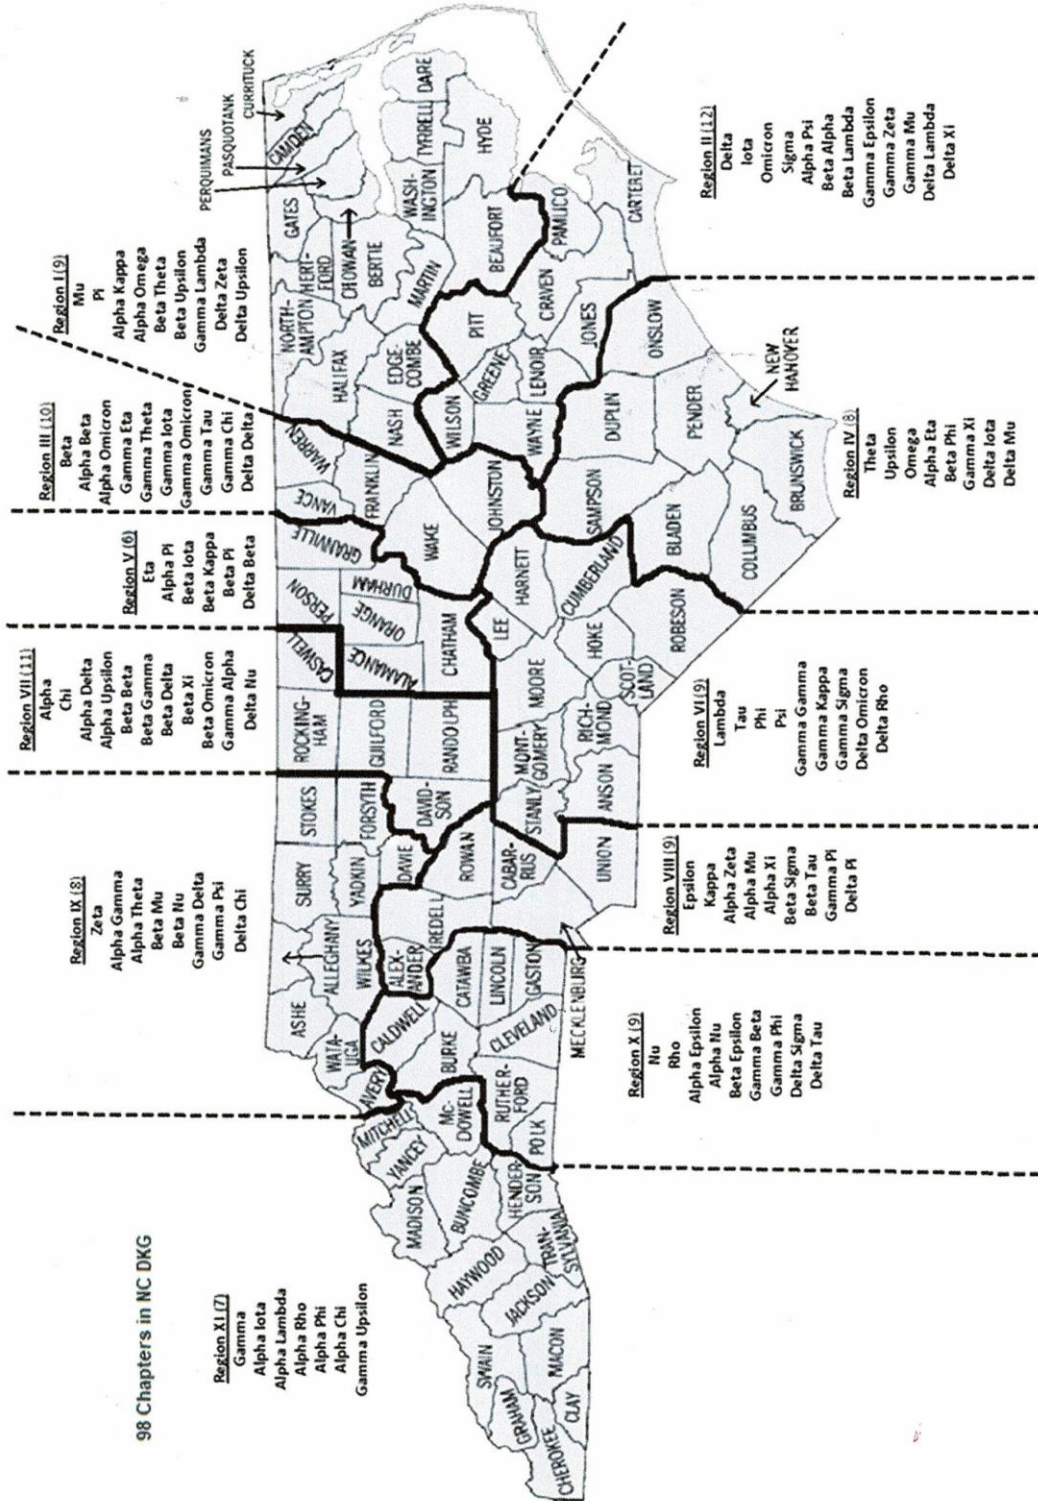 98 Chapters in NC DKG
Region XI (7)
Gamma
Alpha Iota
Alpha Lambda
Alpha Rho
Alpha Phi
Alpha Chi
Gamma Upsilon
Region IX (8)
Zeta
Alpha Gamma
Alpha Theta
Beta Mu
Beta Nu
Gamma Delta
Gamma Psi
Delta Chi
Region VII (11)
Alpha
Chi
Alpha Delta
Alpha Upsilon
Beta Beta
Beta Gamma
Beta Delta
Beta Xi
Beta Omicron
Gamma Alpha
Delta Nu
Region V (6)
Eta
Alpha Pi
Beta Iota
Beta Kappa
Beta Pi
Delta Beta
Region III (10)
Beta
Alpha Beta
Alpha Omicron
Gamma Eta
Gamma Theta
Gamma Iota
Gamma Omicron
Gamma Tau
Gamma Chi
Delta Delta
Region I (9)
Mu
Pi
Alpha Kappa
Alpha Omega
Beta Theta
Beta Upsilon
Gamma Lambda
Delta Zeta
Delta Upsilon
PERQUIMANS
PASQUOTANK
CURRITUCK
CAMDEN
GATES
HERT-
FORD
NORTH-
AMPTON
HALIFAX
WARREN
VANCE
GRANVILLE
PERSON
CASWELL
ROCKING-
HAM
STOKES
SURRY
ALLEGHANY
ASHE
WATA-
UGA
WILKES
YADKIN
FORSYTH
GUILFORD
ALAMANCE
ORANGE
DURHAM
FRANKLIN
NASH
EDGE-
COMBE
BERTIE
CHOWAN
MARTIN
WASH-
INGTON
TYRRELL
DARE
HYDE
BEAUFORT
PITT
WILSON
GREENE
WAKE
JOHNSTON
CHATHAM
RANDOLPH
DAVID-
SON
DAVIE
ROWAN
IREDELL
ALEX-
ANDER
CALDWELL
AVERY
MITCHELL
YANCEY
MADISON
MC-
DOWELL
BURKE
CATAWBA
LINCOLN
GASTON
CLEVELAND
RUTHER-
FORD
POLK
HENDER-
SON
BUNCOMBE
HAYWOOD
TRAN-
SYLVANIA
JACKSON
SWAIN
MACON
GRAHAM
CLAY
CHEROKEE
MECKLENBURG
CABAR-
RUS
UNION
STANLY
ANSON
MONT-
GOMERY
RICH-
MOND
MOORE
SCOT-
LAND
HOKE
LEE
HARNETT
CUMBERLAND
ROBESON
SAMPSON
BLADEN
COLUMBUS
BRUNSWICK
NEW
HANOVER
PENDER
DUPLIN
ONSLOW
WAYNE
LENOIR
JONES
CRAVEN
PAMLICO
CARTERET
Region X (9)
Nu
Rho
Alpha Epsilon
Alpha Nu
Beta Epsilon
Gamma Beta
Gamma Phi
Delta Sigma
Delta Tau
Region VIII (9)
Epsilon
Kappa
Alpha Zeta
Alpha Mu
Alpha Xi
Beta Sigma
Beta Tau
Gamma Pi
Delta Pi
Region VI (9)
Lambda
Tau
Phi
Psi
Gamma Gamma
Gamma Kappa
Gamma Sigma
Delta Omicron
Delta Rho
Region IV (8)
Theta
Upsilon
Omega
Alpha Eta
Beta Phi
Gamma Xi
Delta Iota
Delta Mu
Region II (12)
Delta
Iota
Omicron
Sigma
Alpha Psi
Beta Alpha
Beta Lambda
Gamma Epsilon
Gamma Zeta
Gamma Mu
Delta Lambda
Delta Xi